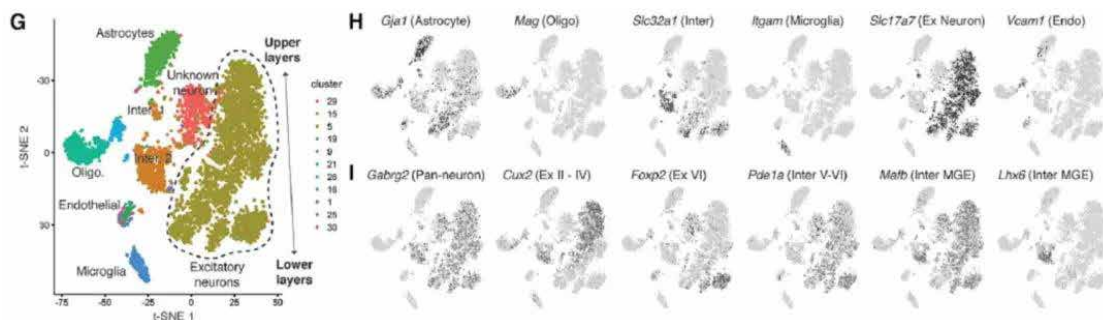 G
Astrocytes
Upper
layers
Unknown
neurons
Inter. 1
Inter. 2
Oligo.
Endothelial
Microglia
Excitatory
neurons
Lower
layers
cluster
29
15
5
19
9
21
28
16
1
25
30
t-SNE 2
-30
0
30
-75
-50
-25
0
25
50
t-SNE 1
H
Gja1 (Astrocyte)
Mag (Oligo)
Slc32a1 (Inter)
Itgam (Microglia)
Slc17a7 (Ex Neuron)
Vcam1 (Endo)
I
Gabrg2 (Pan-neuron)
Cux2 (Ex II - IV)
Foxp2 (Ex VI)
Pde1a (Inter V-VI)
Mafb (Inter MGE)
Lhx6 (Inter MGE)